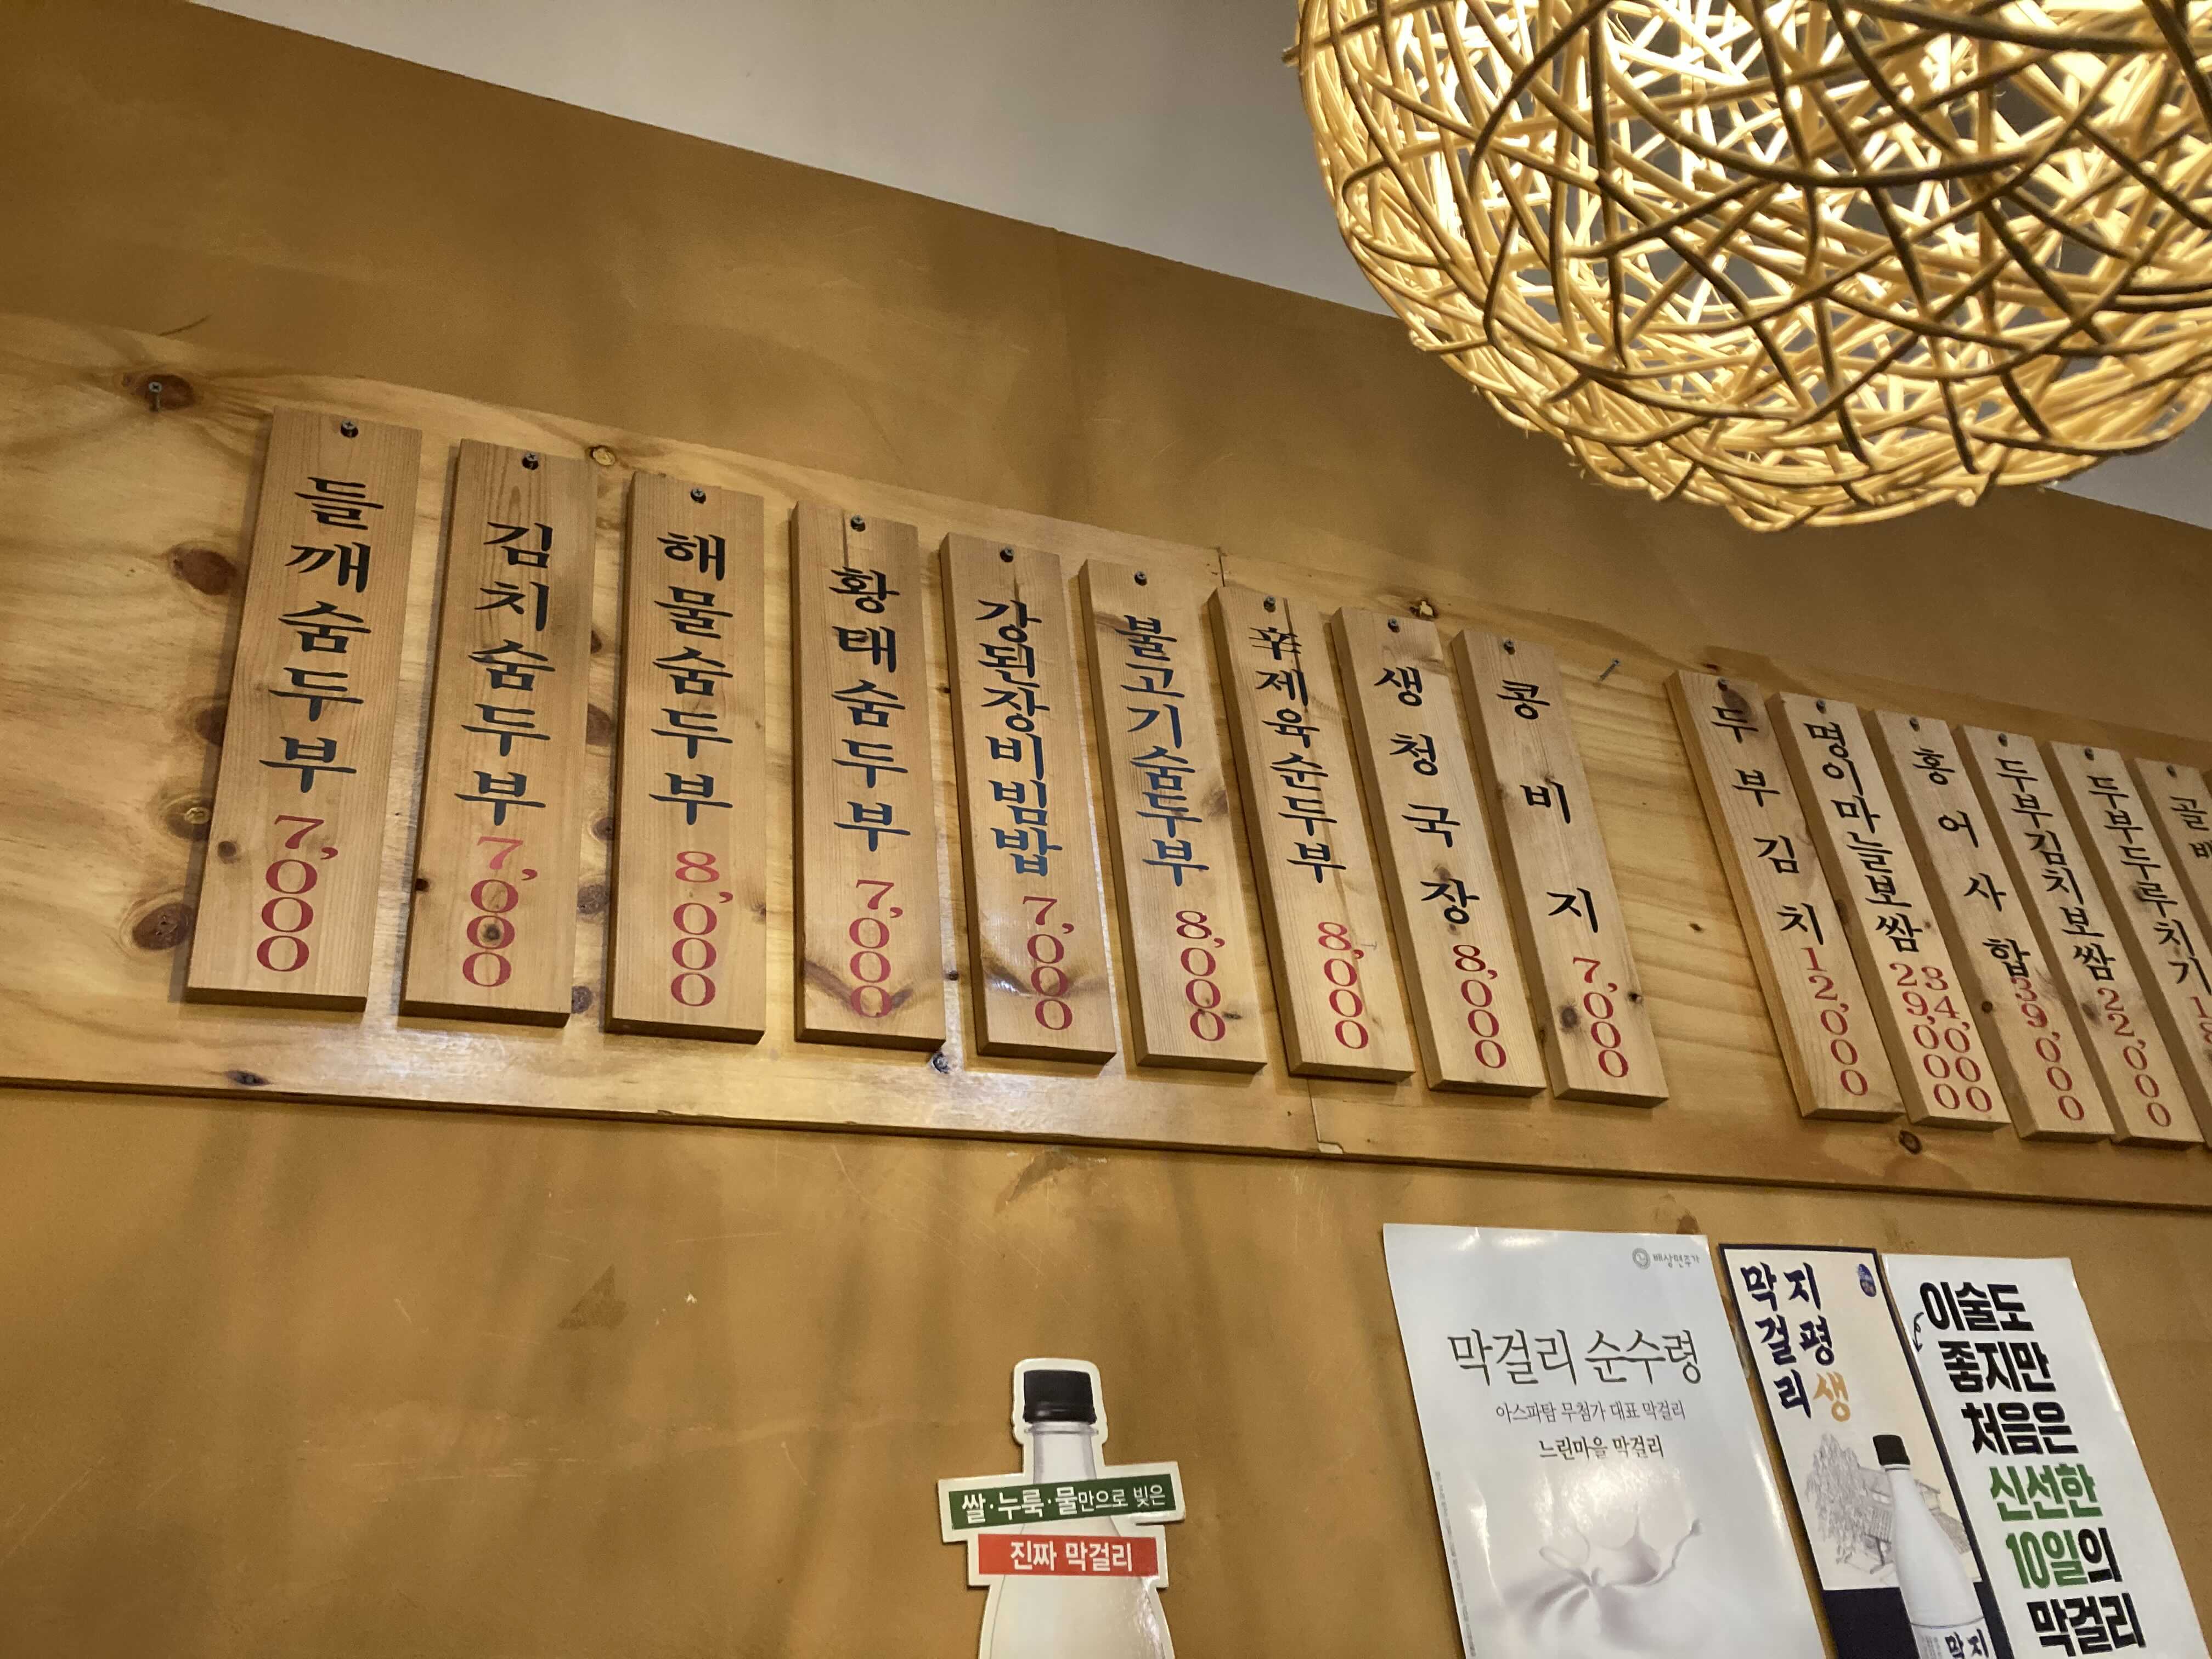 들깨숨두부 7,000
김치숨두부 7,000
해물숨두부 8,000
황태숨두부 7,000
강된장비빔밥 7,000
불고기숨두부 8,000
辛제육순두부 8,000
생청국장 8,000
콩비지 7,000
두부김치 12,000
명이마늘보쌈 29,000 34,000
홍어사합 39,000
두부김치보쌈 22,000
두부두루치기
쌀·누룩·물만으로 빚은
진짜 막걸리
배상면주가
막걸리 순수령
아스파탐 무첨가 대표 막걸리
느린마을 막걸리
지평생
막걸리
이술도
좋지만
처음은
신선한
10일의
막걸리